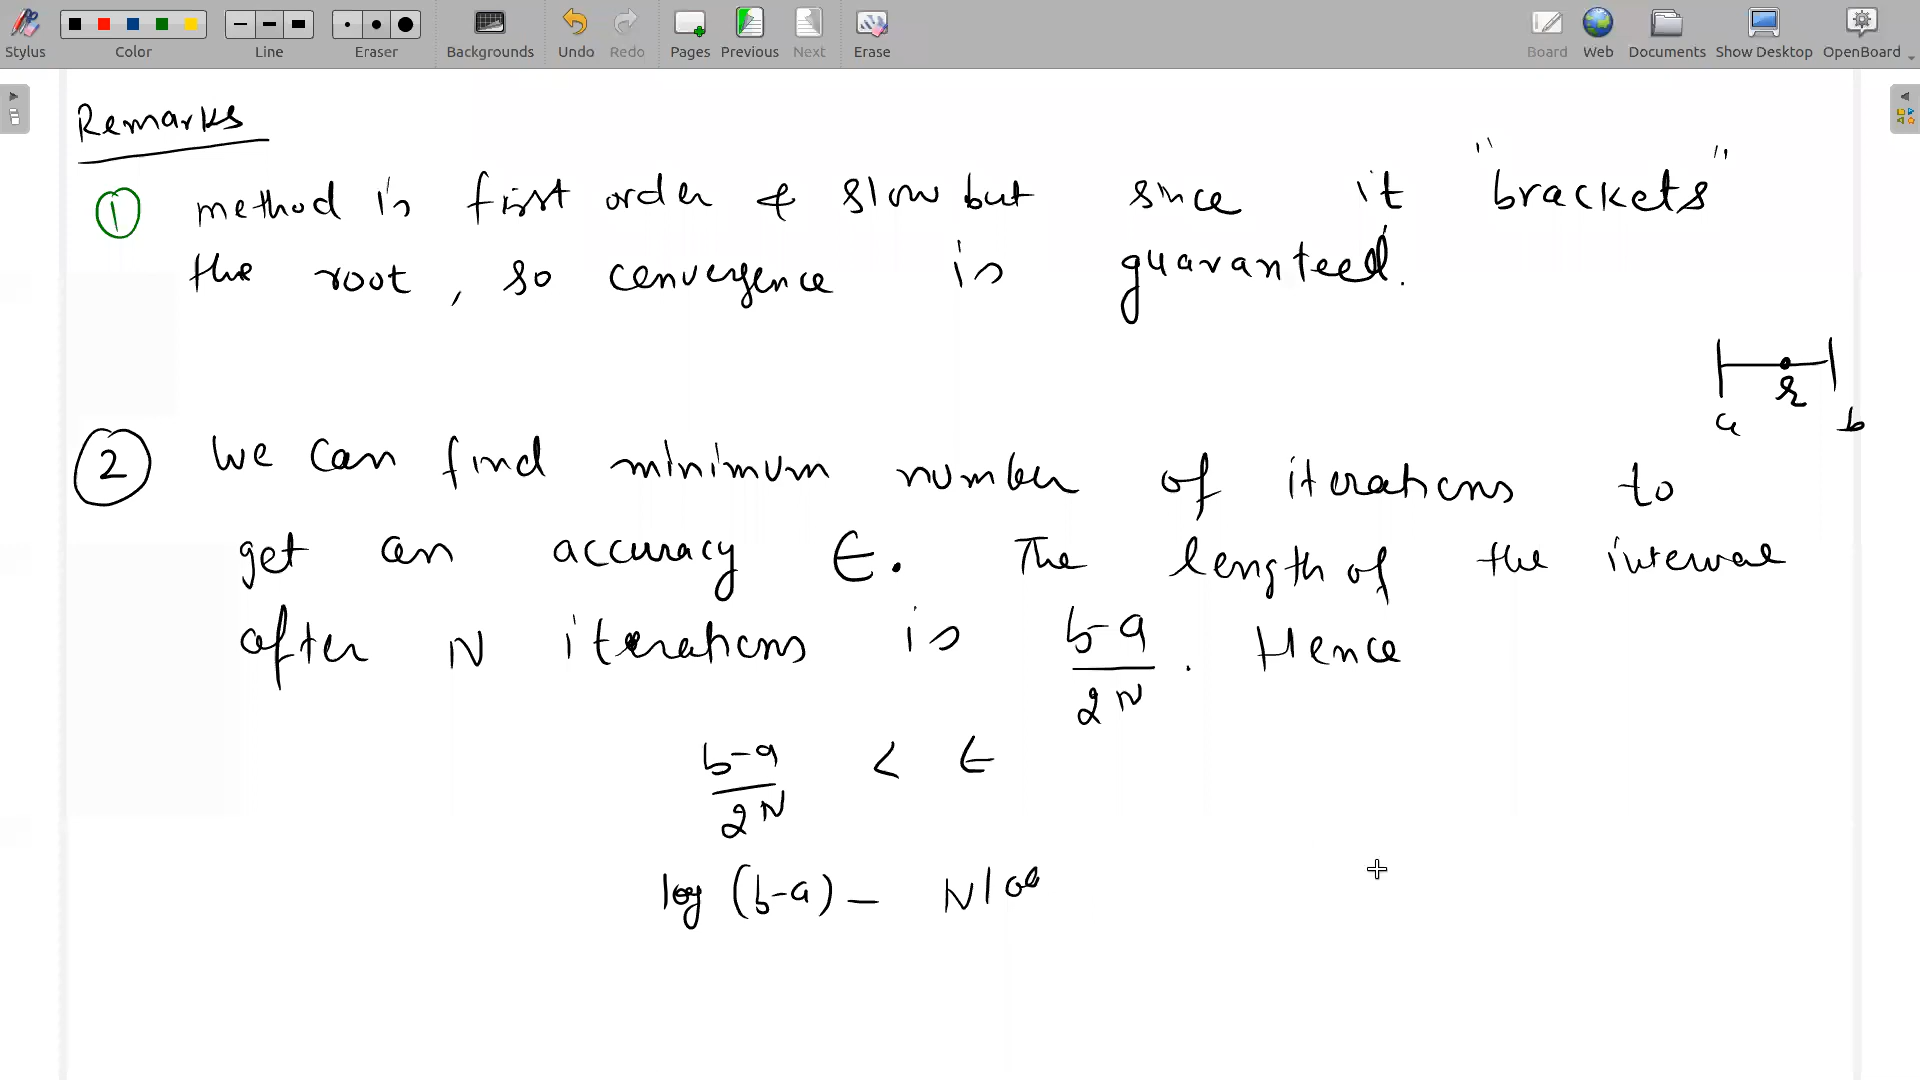 Stylus Color Line Eraser Backgrounds Undo Redo Pages Previous Next Erase Board Web Documents Show Desktop OpenBoard
Remarks
① method is first order & slow but since it "brackets"
the root, so convergence is guaranteed.
a r b
② We can find minimum number of iterations to
get an accuracy ∈. The length of the interval
after N iterations is (b-a)/2^N. Hence
(b-a)/2^N < ∈
log (b-a) - N lo